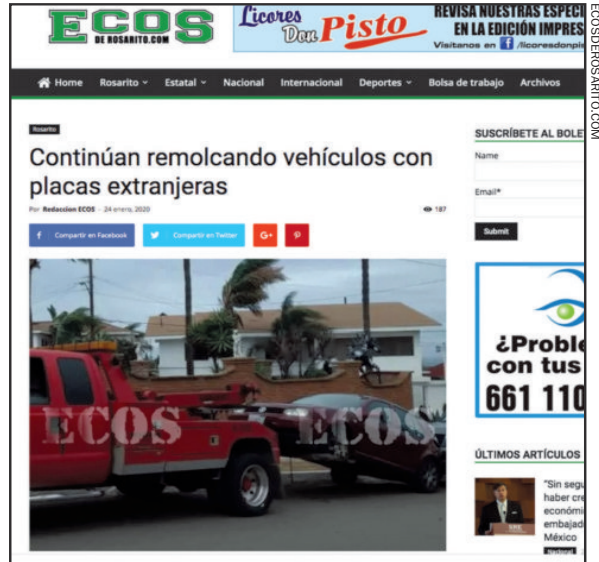 ECOS
DE ROSARITO.COM
Licores
Don Pisto
REVISA NUESTRAS ESPECI
EN LA EDICIÓN IMPRES
Visitanos en f /licoresdonpis
ECOSDEROSARITO.COM
Home Rosarito Estatal Nacional Internacional Deportes Bolsa de trabajo Archivos
Rosarito
Continúan remolcando vehículos con
placas extranjeras
Por Redaccion ECOS - 24 enero, 2020
187
f Compartir en Facebook Compartir en Twitter G+
ECOS ECOS
SUSCRÍBETE AL BOLE
Name
Email*
Submit
¿Proble
con tus
661 110
ÚLTIMOS ARTÍCULOS
"Sin segu
haber cre
económi
embajad
México
Nacional